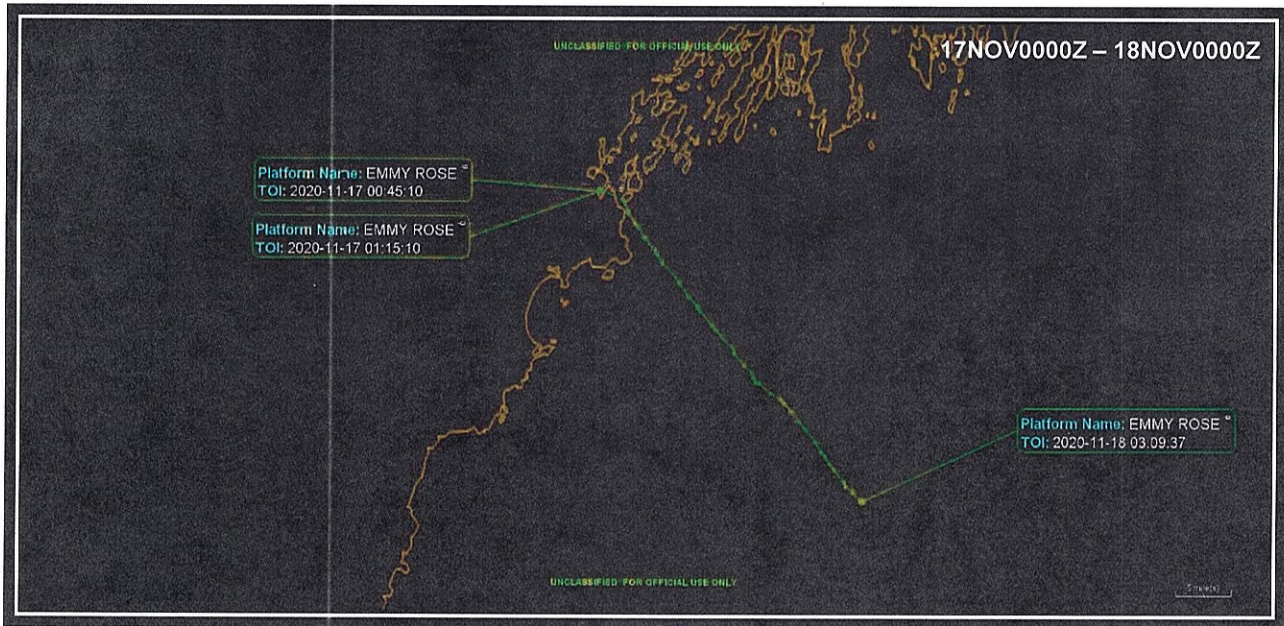 UNCLASSIFIED FOR OFFICIAL USE ONLY
17NOV0000Z – 18NOV0000Z
Platform Name: EMMY ROSE
TOI: 2020-11-17 00:45:10
Platform Name: EMMY ROSE
TOI: 2020-11-17 01:15:10
Platform Name: EMMY ROSE
TOI: 2020-11-18 03:09:37
UNCLASSIFIED FOR OFFICIAL USE ONLY